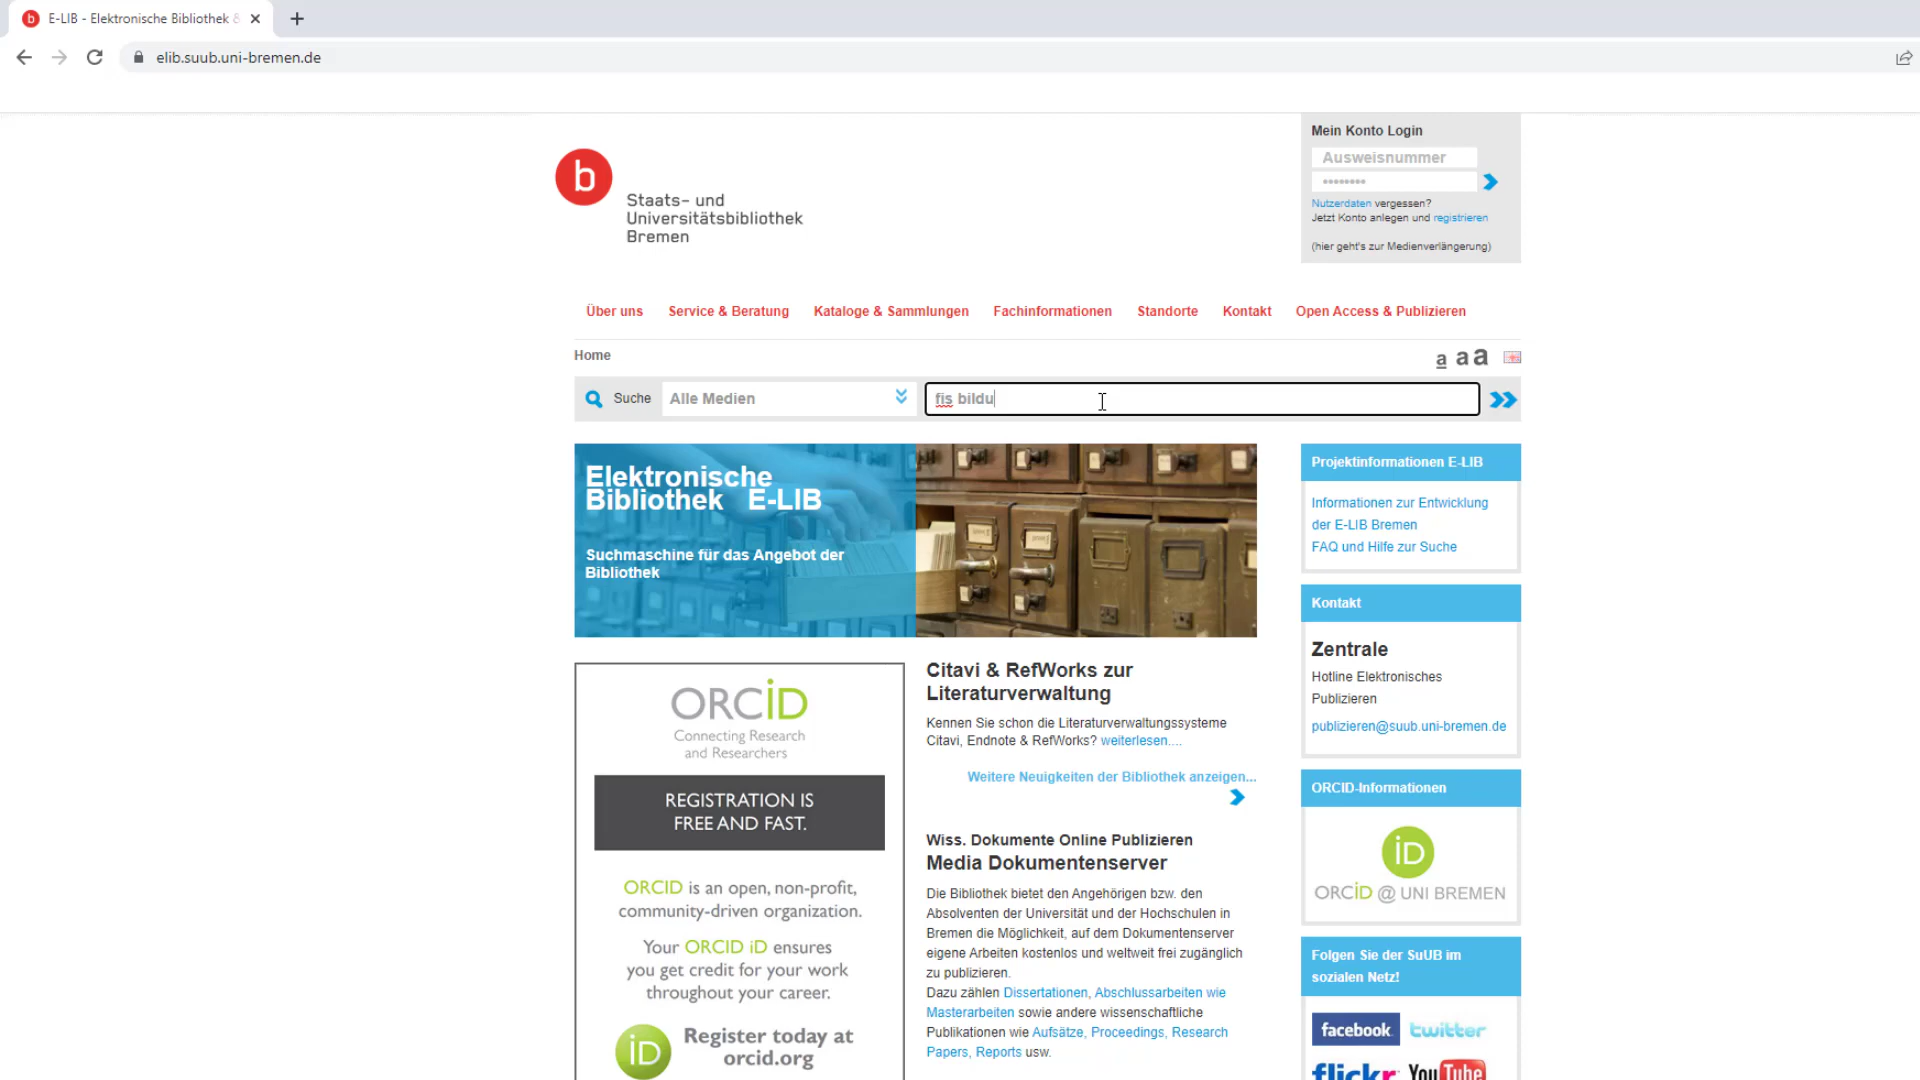 E-LIB - Elektronische Bibliothek
elib.suub.uni-bremen.de
Mein Konto Login
Ausweisnummer
••••••••
Nutzerdaten vergessen?
Jetzt Konto anlegen und registrieren
(hier geht's zur Medienverlängerung)
b
Staats- und
Universitätsbibliothek
Bremen
Über uns Service & Beratung Kataloge & Sammlungen Fachinformationen Standorte Kontakt Open Access & Publizieren
Home
a a a
Suche Alle Medien fis bildu
Elektronische
Bibliothek E-LIB
Suchmaschine für das Angebot der
Bibliothek
ORCID
Connecting Research
and Researchers
REGISTRATION IS
FREE AND FAST.
ORCID is an open, non-profit,
community-driven organization.
Your ORCID iD ensures
you get credit for your work
throughout your career.
iD Register today at
orcid.org
Citavi & RefWorks zur
Literaturverwaltung
Kennen Sie schon die Literaturverwaltungssysteme
Citavi, Endnote & RefWorks? weiterlesen....
Weitere Neuigkeiten der Bibliothek anzeigen...
Wiss. Dokumente Online Publizieren
Media Dokumentenserver
Die Bibliothek bietet den Angehörigen bzw. den
Absolventen der Universität und der Hochschulen in
Bremen die Möglichkeit, auf dem Dokumentenserver
eigene Arbeiten kostenlos und weltweit frei zugänglich
zu publizieren.
Dazu zählen Dissertationen, Abschlussarbeiten wie
Masterarbeiten sowie andere wissenschaftliche
Publikationen wie Aufsätze, Proceedings, Research
Papers, Reports usw.
Projektinformationen E-LIB
Informationen zur Entwicklung
der E-LIB Bremen
FAQ und Hilfe zur Suche
Kontakt
Zentrale
Hotline Elektronisches
Publizieren
publizieren@suub.uni-bremen.de
ORCID-Informationen
iD
ORCID @ UNI BREMEN
Folgen Sie der SuUB im
sozialen Netz!
facebook twitter
flickr YouTube